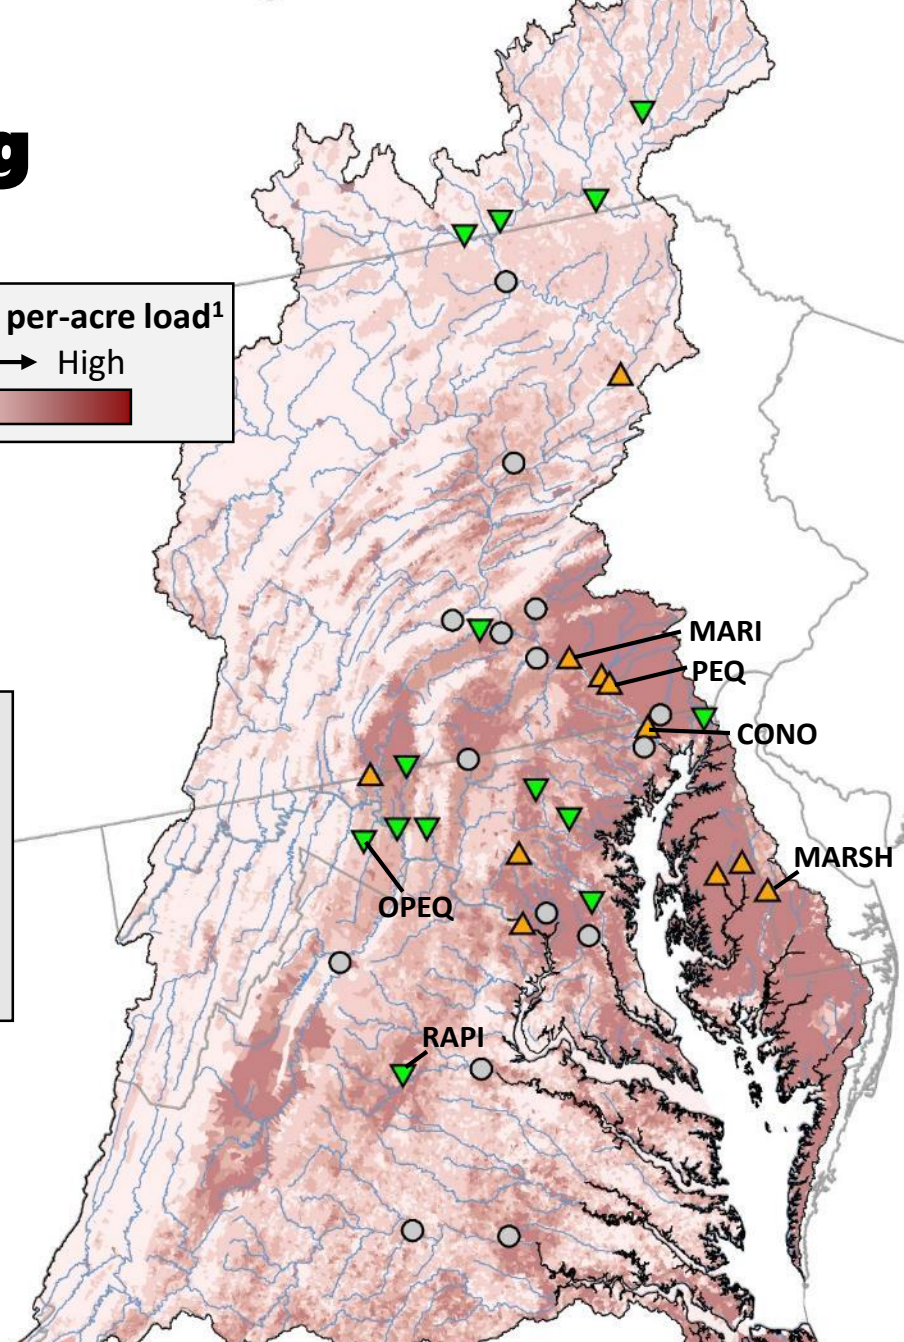 g
per-acre load¹
→ High
MARI
PEQ
CONO
MARSH
OPEQ
RAPI